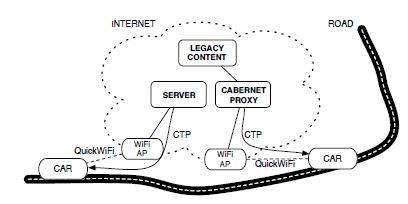 INTERNET
ROAD
LEGACY
CONTENT
SERVER
CABERNET
PROXY
CTP
CTP
WiFi
AP
WiFi
AP
QuickWiFi
QuickWiFi
CAR
CAR